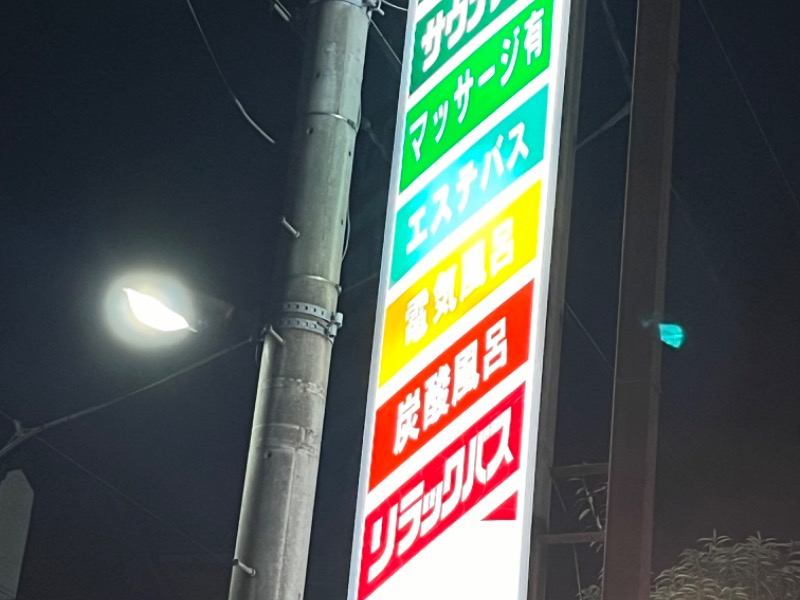 サウナ
マッサージ有
エステバス
電気風呂
炭酸風呂
リラックバス